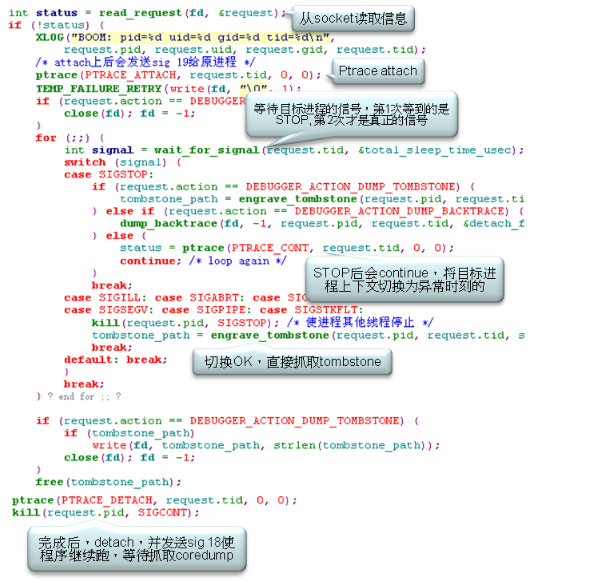 int status = read_request(fd, &request);
从socket读取信息
if (!status) {
XLOG("BOOM: pid=%d uid=%d gid=%d tid=%d\n",
request.pid, request.uid, request.gid, request.tid);
/* attach上后会发送sig 19给原进程 */
ptrace(PTRACE_ATTACH, request.tid, 0, 0);
Ptrace attach
TEMP_FAILURE_RETRY(write(fd, "\0", 1);
if (request.action == DEBUGGER
close(fd); fd = -1;
}
等待目标进程的信号，第1次等到的是
STOP,第2次才是真正的信号
for (;;) {
int signal = wait_for_signal(request.tid, &total_sleep_time_usec);
switch (signal) {
case SIGSTOP:
if (request.action == DEBUGGER_ACTION_DUMP_TOMBSTONE) {
tombstone_path = engrave_tombstone(request.pid, request.ti
} else if (request.action == DEBUGGER_ACTION_DUMP_BACKTRACE) {
dump_backtrace(fd, -1, request.pid, request.tid, &detach_f
} else {
status = ptrace(PTRACE_CONT, request.tid, 0, 0);
continue; /* loop again */
}
break;
STOP后会continue，将目标进
程上下文切换为异常时刻的
case SIGILL: case SIGABRT: case SI
case SIGSEGV: case SIGPIPE: case SIGSTKFLT:
kill(request.pid, SIGSTOP); /* 使进程其他线程停止 */
tombstone_path = engrave_tombstone(request.pid, request.tid, s
break;
default: break;
}
切换OK，直接抓取tombstone
break;
} ? end for ;; ?
if (request.action == DEBUGGER_ACTION_DUMP_TOMBSTONE) {
if (tombstone_path)
write(fd, tombstone_path, strlen(tombstone_path));
close(fd); fd = -1;
}
free(tombstone_path);
ptrace(PTRACE_DETACH, request.tid, 0, 0);
kill(request.pid, SIGCONT);
完成后，detach，并发送sig 18使
程序继续跑，等待抓取coredump